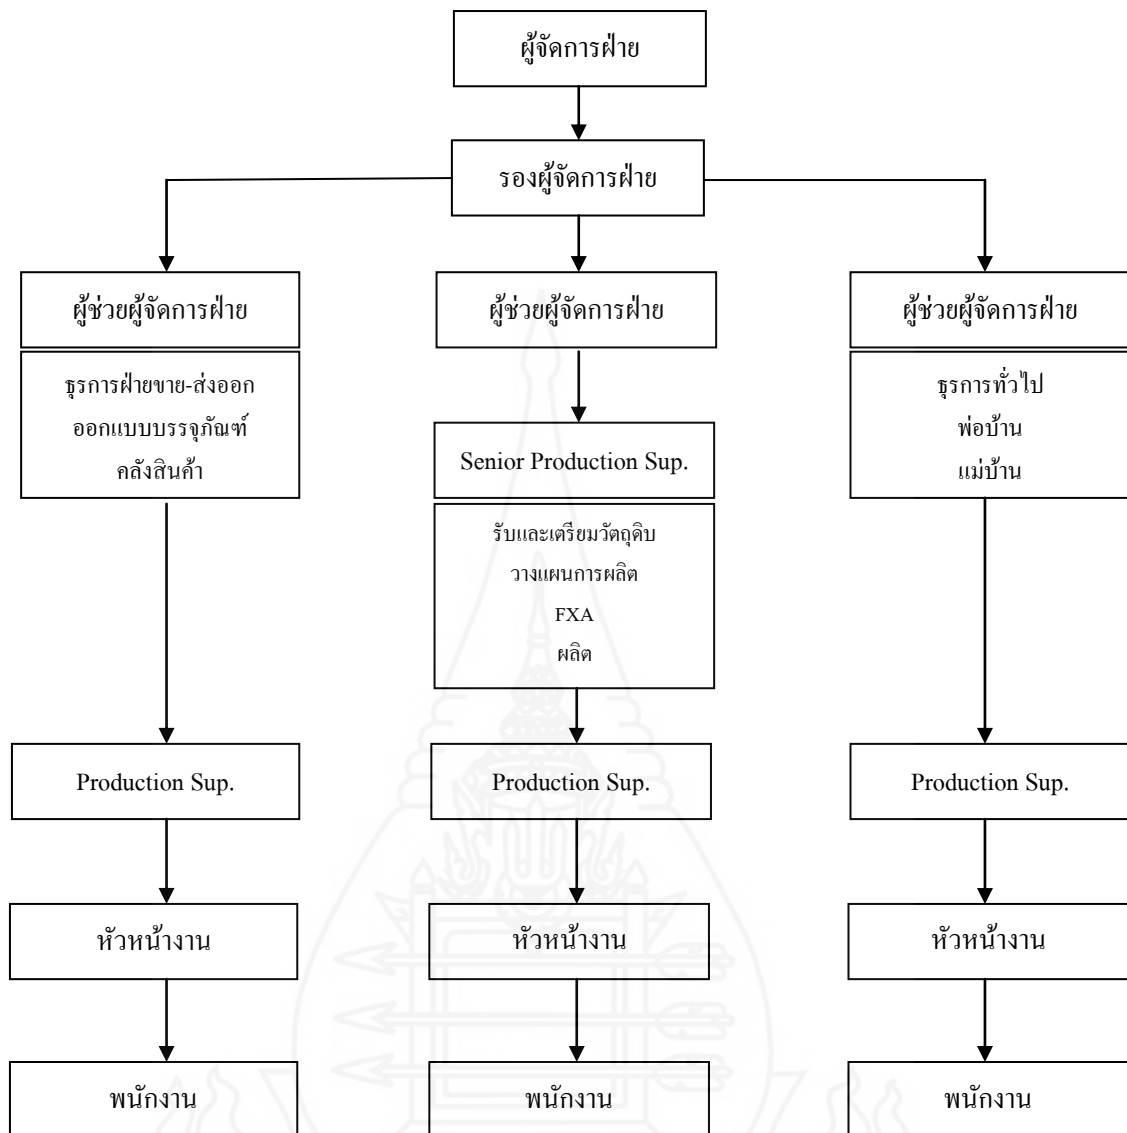 ผู้จัดการฝ่าย
รองผู้จัดการฝ่าย
ผู้ช่วยผู้จัดการฝ่าย
ธุรการฝ่ายขาย-ส่งออก
ออกแบบบรรจุภัณฑ์
คลังสินค้า
Production Sup.
หัวหน้างาน
พนักงาน
ผู้ช่วยผู้จัดการฝ่าย
Senior Production Sup.
รับและเตรียมวัตถุดิบ
วางแผนการผลิต
FXA
ผลิต
Production Sup.
หัวหน้างาน
พนักงาน
ผู้ช่วยผู้จัดการฝ่าย
ธุรการทั่วไป
พ่อบ้าน
แม่บ้าน
Production Sup.
หัวหน้างาน
พนักงาน